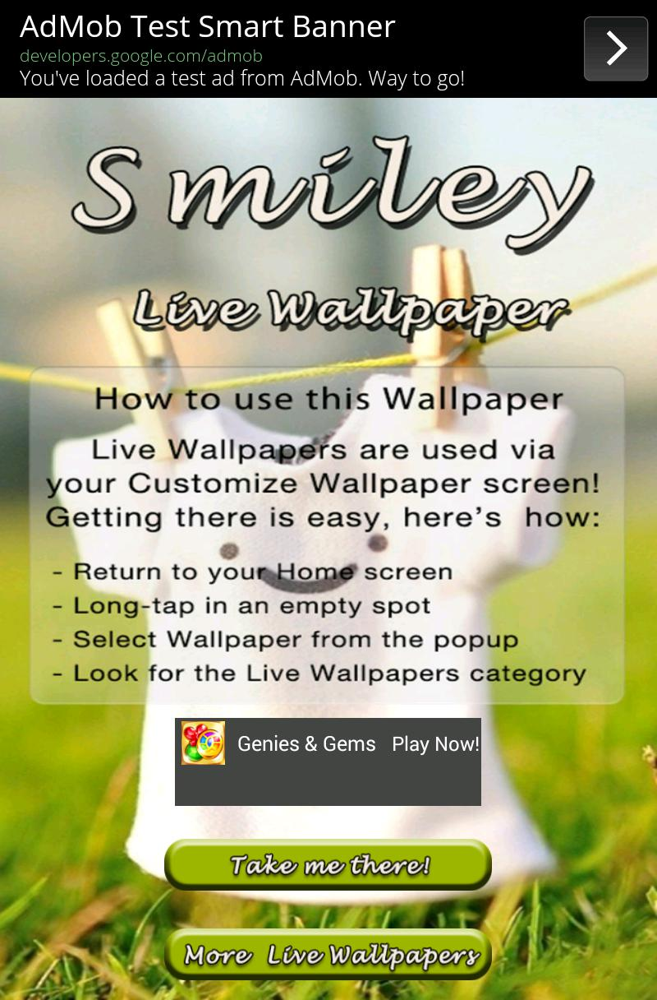 AdMob Test Smart Banner
developers.google.com/admob
You've loaded a test ad from AdMob. Way to go!
Smiley
Live Wallpaper
How to use this Wallpaper
Live Wallpapers are used via
your Customize Wallpaper screen!
Getting there is easy, here's how:
- Return to your Home screen
- Long-tap in an empty spot
- Select Wallpaper from the popup
- Look for the Live Wallpapers category
Genies & Gems Play Now!
Take me there!
More Live Wallpapers